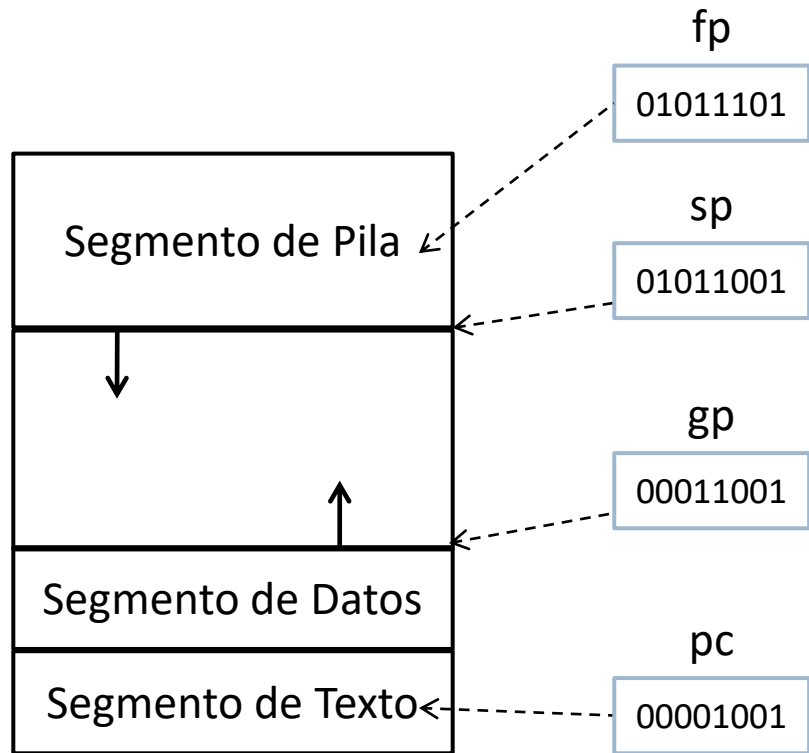 fp
01011101
Segmento de Pila
sp
01011001
gp
00011001
Segmento de Datos
pc
Segmento de Texto
00001001